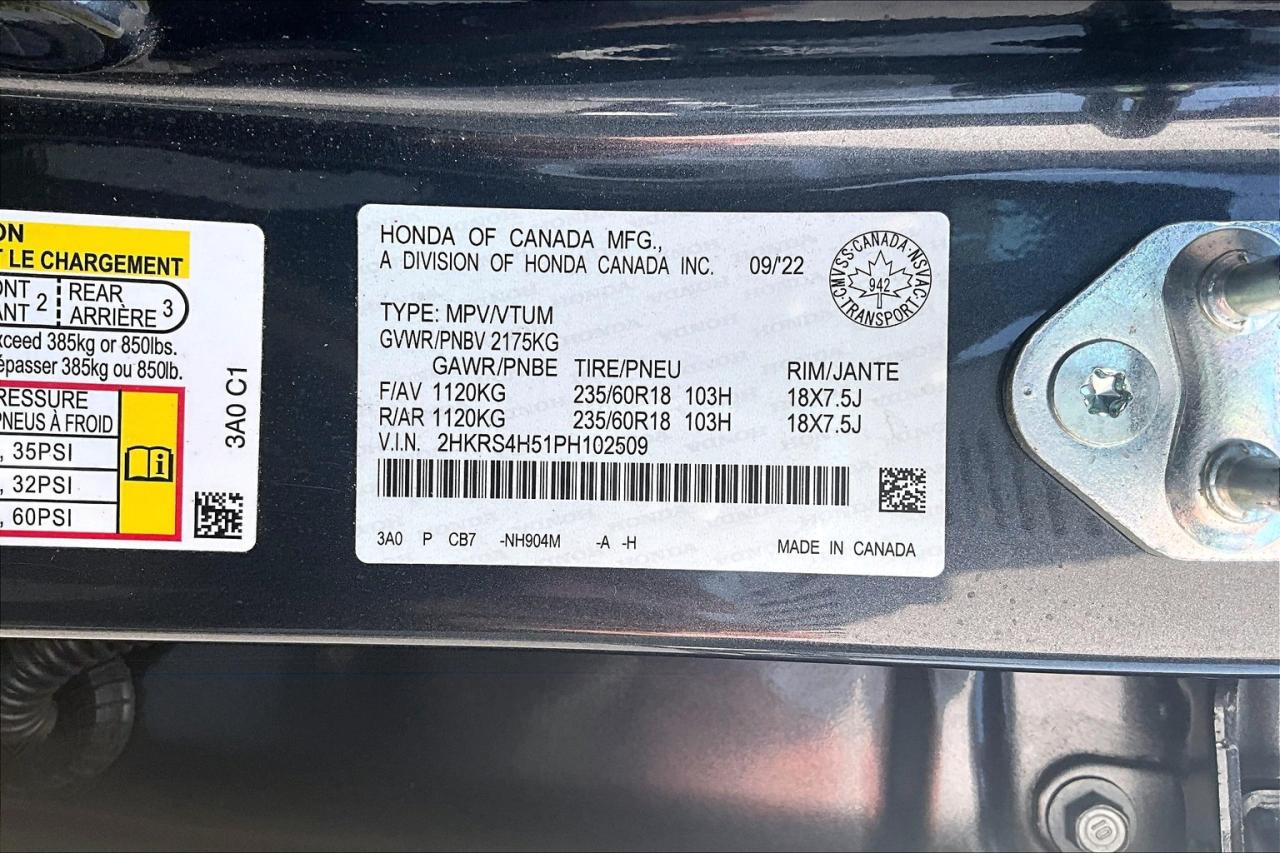 ON
T LE CHARGEMENT
ONT
ANT 2
REAR
ARRIÈRE 3
xceed 385kg or 850lbs.
dépasser 385kg ou 850lb.
RESSURE
PNEUS À FROID
, 35PSI
, 32PSI
, 60PSI
3A0 C1
HONDA OF CANADA MFG.,
A DIVISION OF HONDA CANADA INC. 09/'22
CMVSS·CANADA·NSVAC·TRANSPORT
942
TYPE: MPV/VTUM
GVWR/PNBV 2175KG
GAWR/PNBE TIRE/PNEU RIM/JANTE
F/AV 1120KG 235/60R18 103H 18X7.5J
R/AR 1120KG 235/60R18 103H 18X7.5J
V.I.N. 2HKRS4H51PH102509
3A0 P CB7 -NH904M -A -H MADE IN CANADA
10